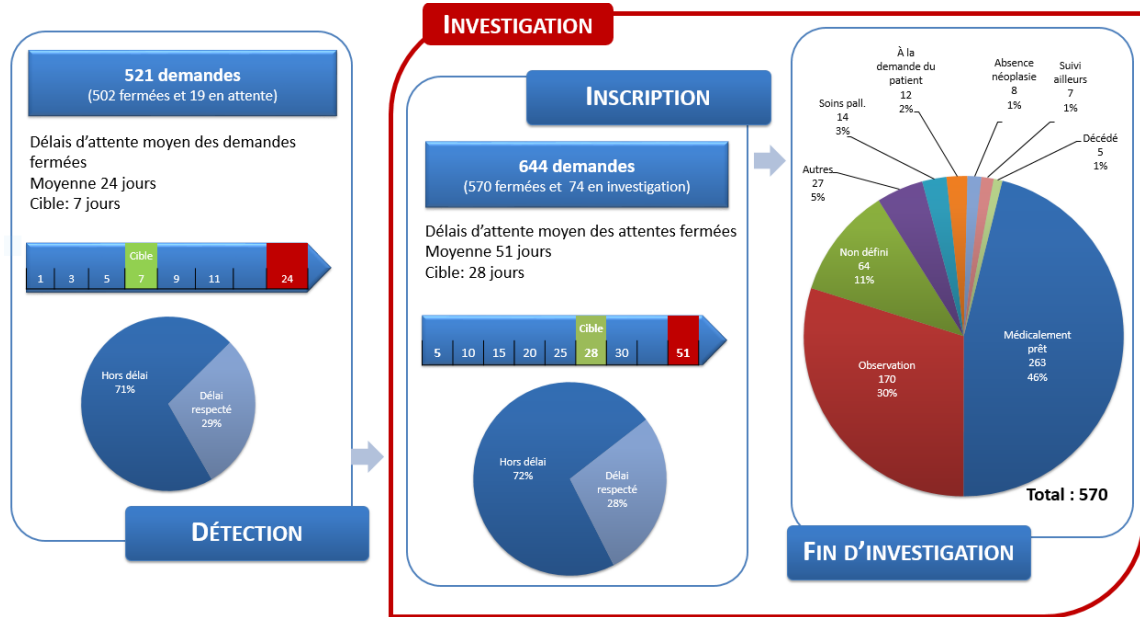 INVESTIGATION
521 demandes
(502 fermées et 19 en attente)
Délais d'attente moyen des demandes
fermées
Moyenne 24 jours
Cible: 7 jours
Cible
1 3 5 7 9 11 24
Hors délai
71%
Délai
respecté
29%
DÉTECTION
INSCRIPTION
644 demandes
(570 fermées et 74 en investigation)
Délais d'attente moyen des attentes fermées
Moyenne 51 jours
Cible: 28 jours
Cible
5 10 15 20 25 28 30 51
Hors délai
72%
Délai
respecté
28%
À la
demande du
patient
12
2%
Absence
néoplasie
8
1%
Suivi
ailleurs
7
1%
Soins pall.
14
3%
Décédé
5
1%
Autres
27
5%
Non défini
64
11%
Observation
170
30%
Médicalement
prêt
263
46%
Total : 570
FIN D'INVESTIGATION